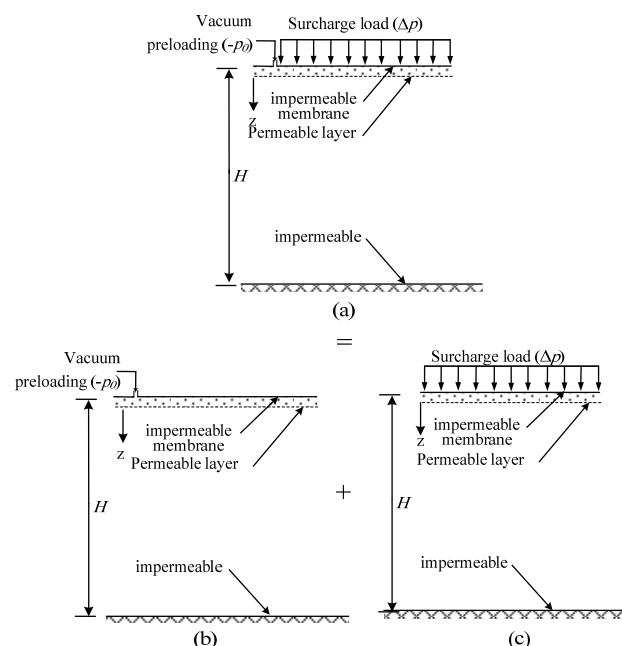 Vacuum
preloading (-p0)
Surcharge load (Δp)
impermeable
membrane
z
Permeable layer
H
impermeable
(a)
=
Vacuum
preloading (-p0)
impermeable
membrane
z
Permeable layer
H
impermeable
(b)
+
Surcharge load (Δp)
impermeable
membrane
z
Permeable layer
H
impermeable
(c)